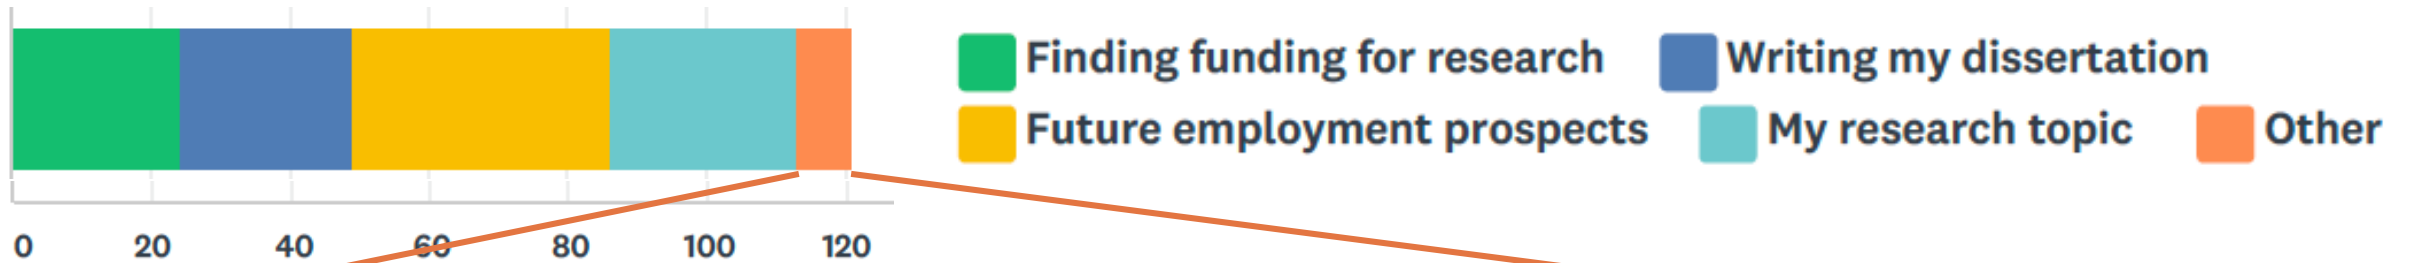 Finding funding for research Writing my dissertation
Future employment prospects My research topic Other
0 20 40 60 80 100 120